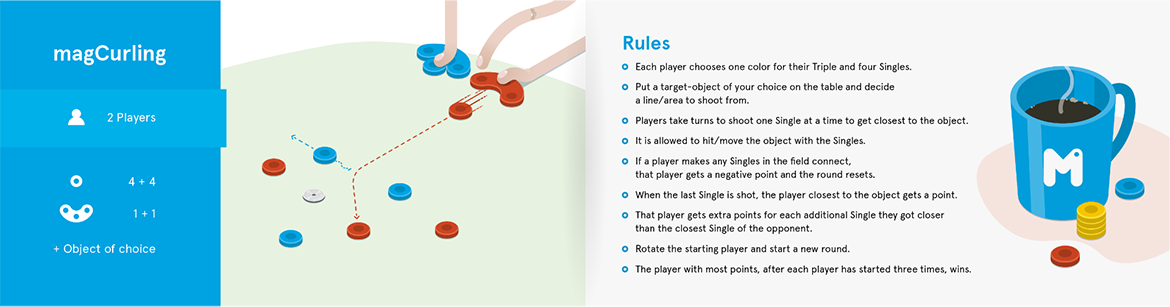 magCurling
2 Players
4 + 4
1 + 1
+ Object of choice
Rules
Each player chooses one color for their Triple and four Singles.
Put a target-object of your choice on the table and decide
a line/area to shoot from.
Players take turns to shoot one Single at a time to get closest to the object.
It is allowed to hit/move the object with the Singles.
If a player makes any Singles in the field connect,
that player gets a negative point and the round resets.
When the last Single is shot, the player closest to the object gets a point.
That player gets extra points for each additional Single they got closer
than the closest Single of the opponent.
Rotate the starting player and start a new round.
The player with most points, after each player has started three times, wins.
M